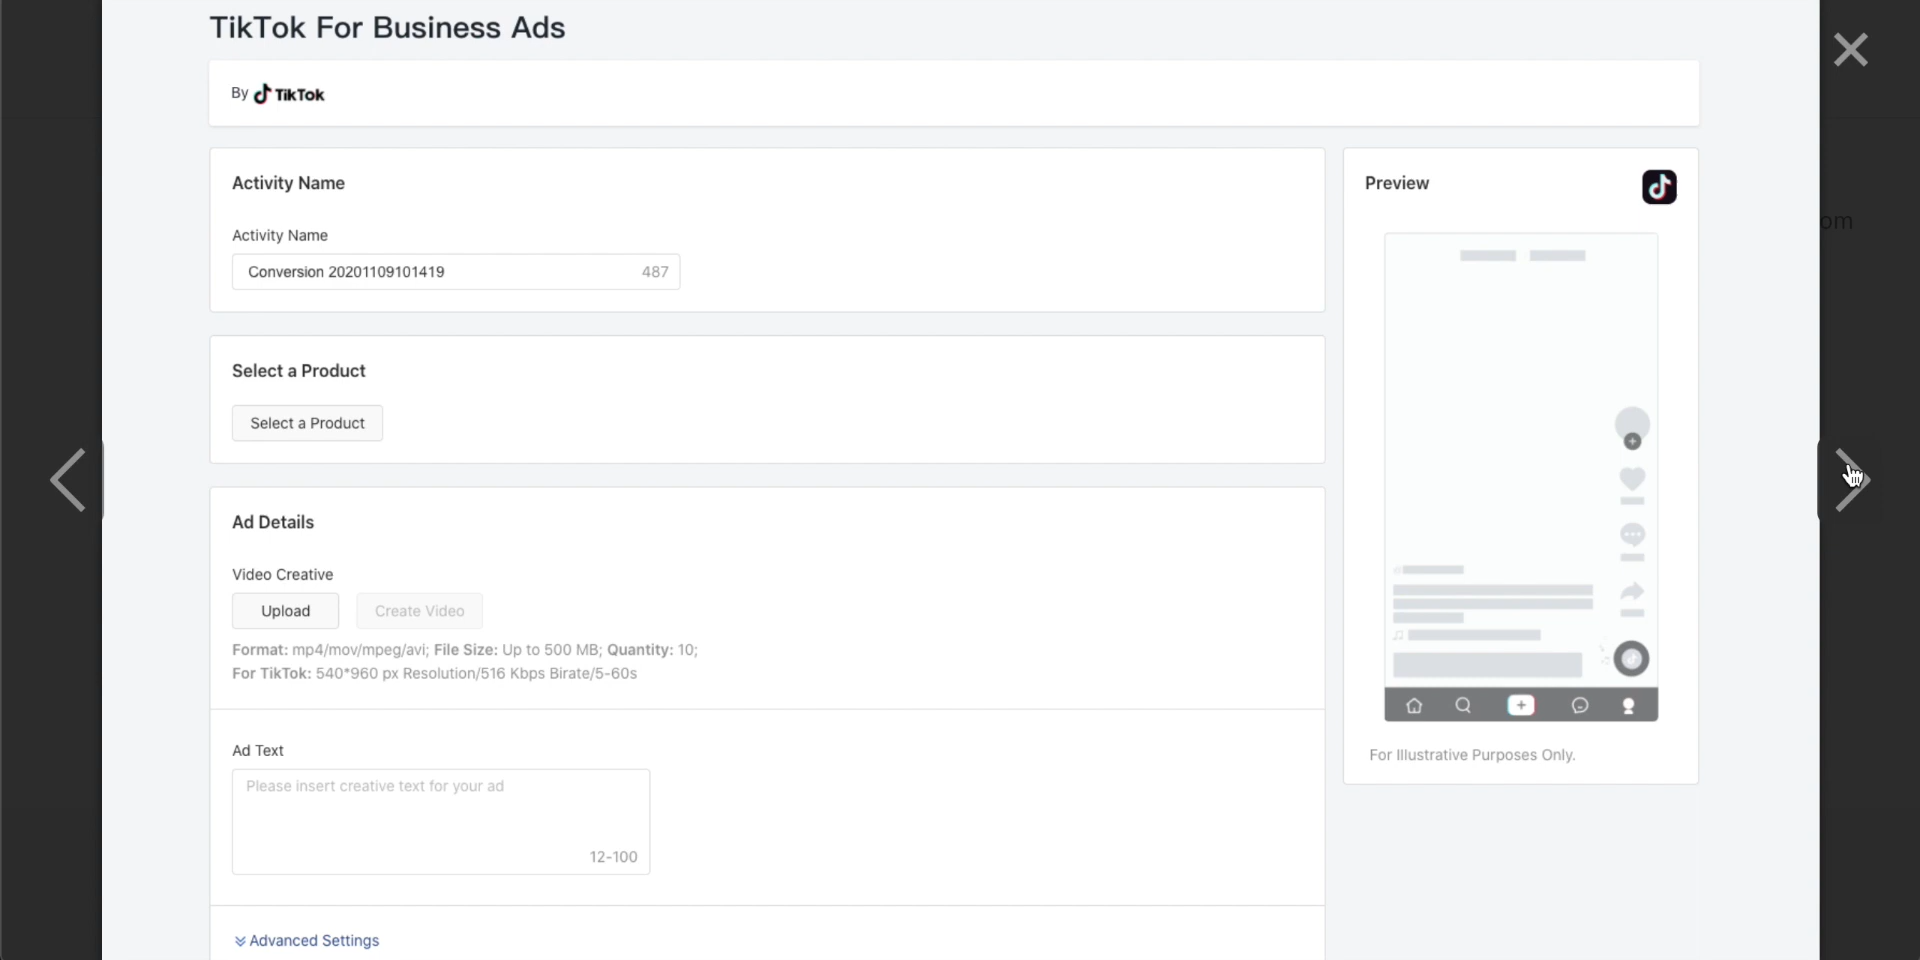 TikTok For Business Ads
By TikTok
Activity Name
Activity Name
Conversion 20201109101419 487
Select a Product
Select a Product
Ad Details
Video Creative
Upload Create Video
Format: mp4/mov/mpeg/avi; File Size: Up to 500 MB; Quantity: 10;
For TikTok: 540*960 px Resolution/516 Kbps Birate/5-60s
Ad Text
Please insert creative text for your ad
12-100
Advanced Settings
Preview
For Illustrative Purposes Only.
om